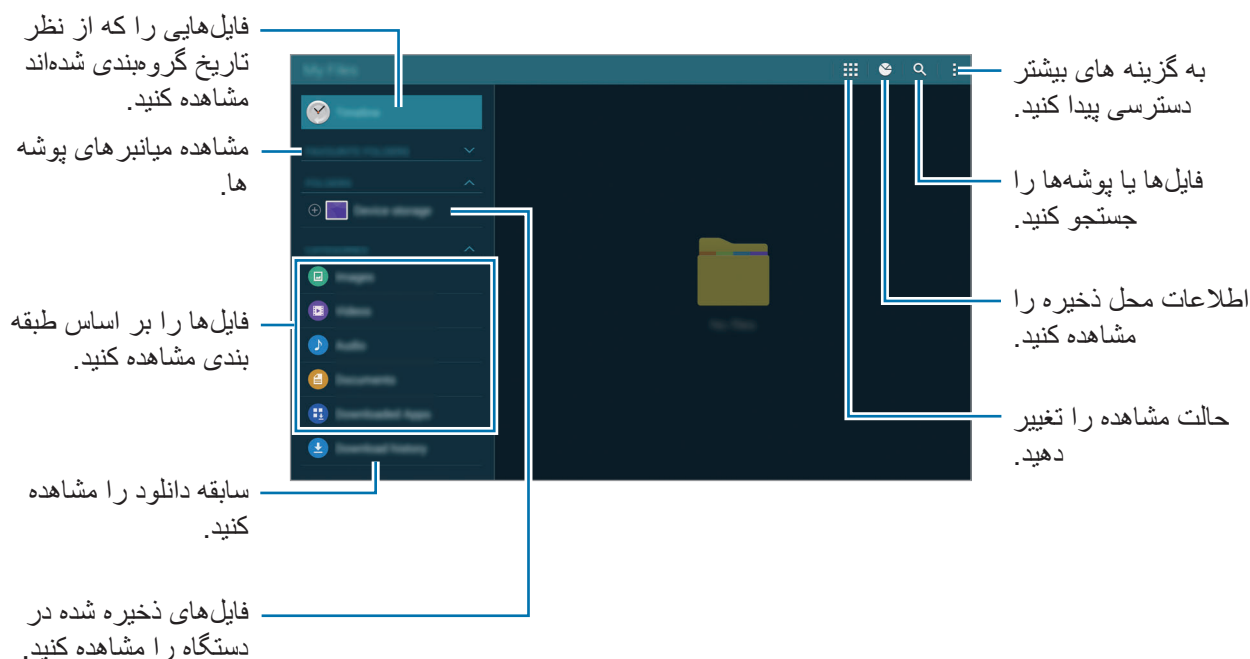 فایل‌هایی را که از نظر
تاریخ گروه‌بندی شده‌اند
مشاهده کنید.
مشاهده میانبر های پوشه
ها.
فایل‌ها را بر اساس طبقه
بندی مشاهده کنید.
سابقه دانلود را مشاهده
کنید.
فایل‌های ذخیره شده در
دستگاه را مشاهده کنید.
My Files
Timeline
FAVOURITE FOLDERS
FOLDERS
Device storage
CATEGORIES
Images
Videos
Audio
Documents
Downloaded Apps
Download history
My files
به گزینه های بیشتر
دسترسی پیدا کنید.
فایل‌ها یا پوشه‌ها را
جستجو کنید.
اطلاعات محل ذخیره را
مشاهده کنید.
حالت مشاهده را تغییر
دهید.